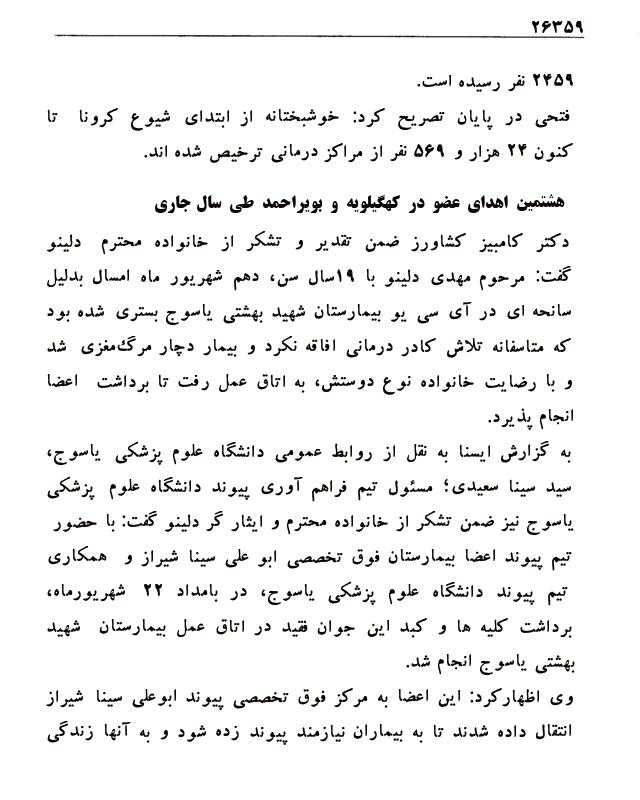 ۲۶۳۵۹
۲۴۵۹ نفر رسیده است.
فتحی در پایان تصریح کرد: خوشبختانه از ابتدای شیوع کرونا تا
کنون ۲۴ هزار و ۵۶۹ نفر از مراکز درمانی ترخیص شده اند.
هشتمین اهدای عضو در کهگیلویه و بویراحمد طی سال جاری
دکتر کامبیز کشاورز ضمن تقدیر و تشکر از خانواده محترم دلینو
گفت: مرحوم مهدی دلینو با ۱۹سال سن، دهم شهریور ماه امسال بدلیل
سانحه ای در آی سی یو بیمارستان شهید بهشتی یاسوج بستری شده بود
که متاسفانه تلاش کادر درمانی افاقه نکرد و بیمار دچار مرگ‌مغزی شد
و با رضایت خانواده نوع دوستش، به اتاق عمل رفت تا برداشت اعضا
انجام پذیرد.
به گزارش ایسنا به نقل از روابط عمومی دانشگاه علوم پزشکی یاسوج،
سید سینا سعیدی؛ مسئول تیم فراهم آوری پیوند دانشگاه علوم پزشکی
یاسوج نیز ضمن تشکر از خانواده محترم و ایثار گر دلینو گفت: با حضور
تیم پیوند اعضا بیمارستان فوق تخصصی ابو علی سینا شیراز و همکاری
تیم پیوند دانشگاه علوم پزشکی یاسوج، در بامداد ۲۲ شهریورماه،
برداشت کلیه ها و کبد این جوان فقید در اتاق عمل بیمارستان شهید
بهشتی یاسوج انجام شد.
وی اظهارکرد: این اعضا به مرکز فوق تخصصی پیوند ابوعلی سینا شیراز
انتقال داده شدند تا به بیماران نیازمند پیوند زده شود و به آنها زندگی